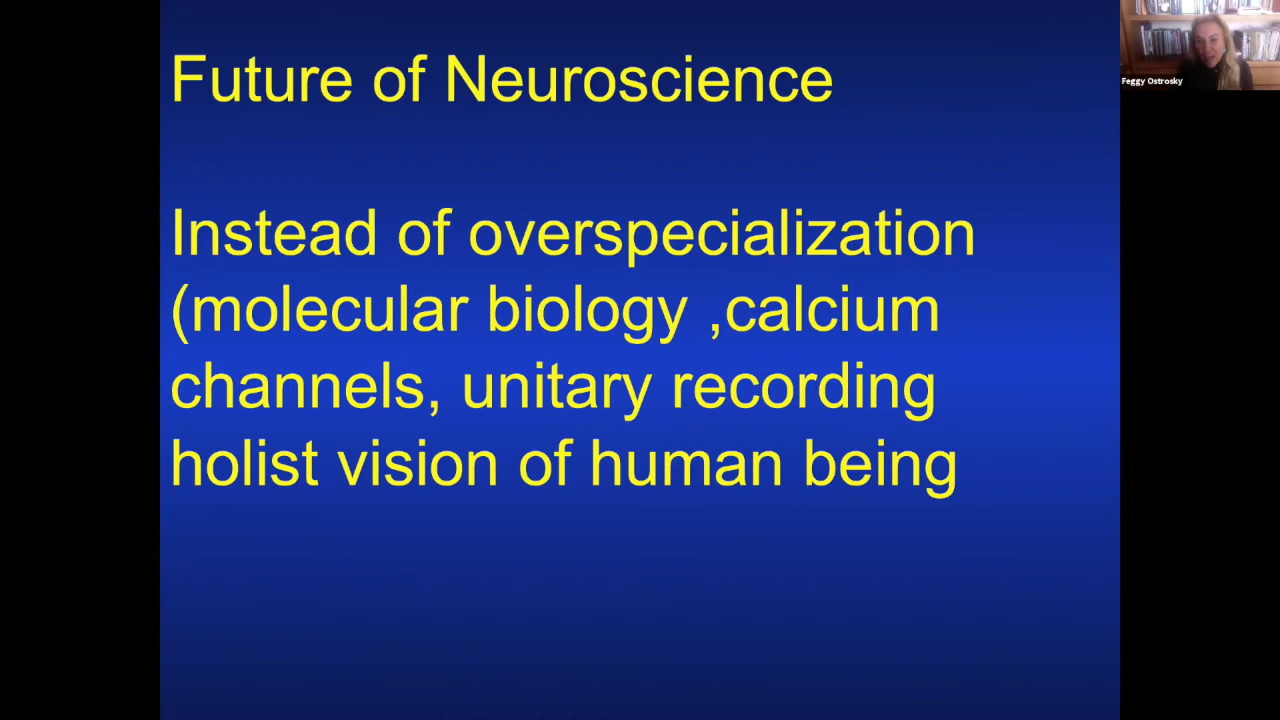 Future of Neuroscience
Instead of overspecialization
(molecular biology ,calcium
channels, unitary recording
holist vision of human being
Feggy Ostrosky